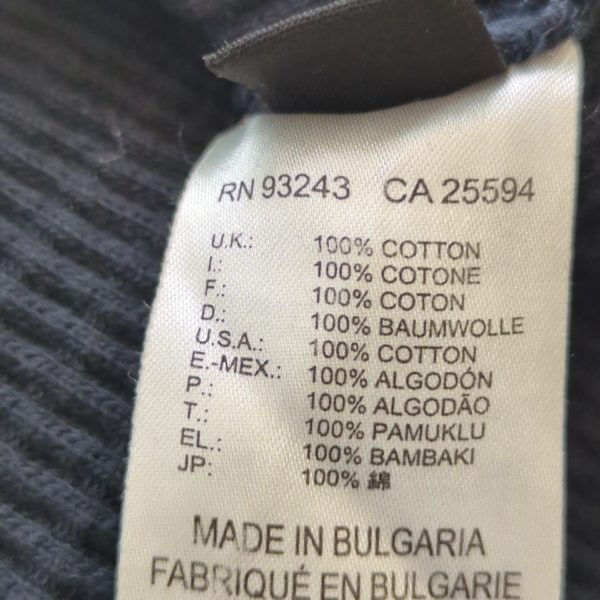 RN 93243 CA 25594
U.K.: 100% COTTON
I.: 100% COTONE
F.: 100% COTON
D.: 100% BAUMWOLLE
U.S.A.: 100% COTTON
E.-MEX.: 100% ALGODÓN
P.: 100% ALGODÃO
T.: 100% PAMUKLU
EL.: 100% BAMBAKI
JP: 100% 綿
MADE IN BULGARIA
FABRIQUÉ EN BULGARIE